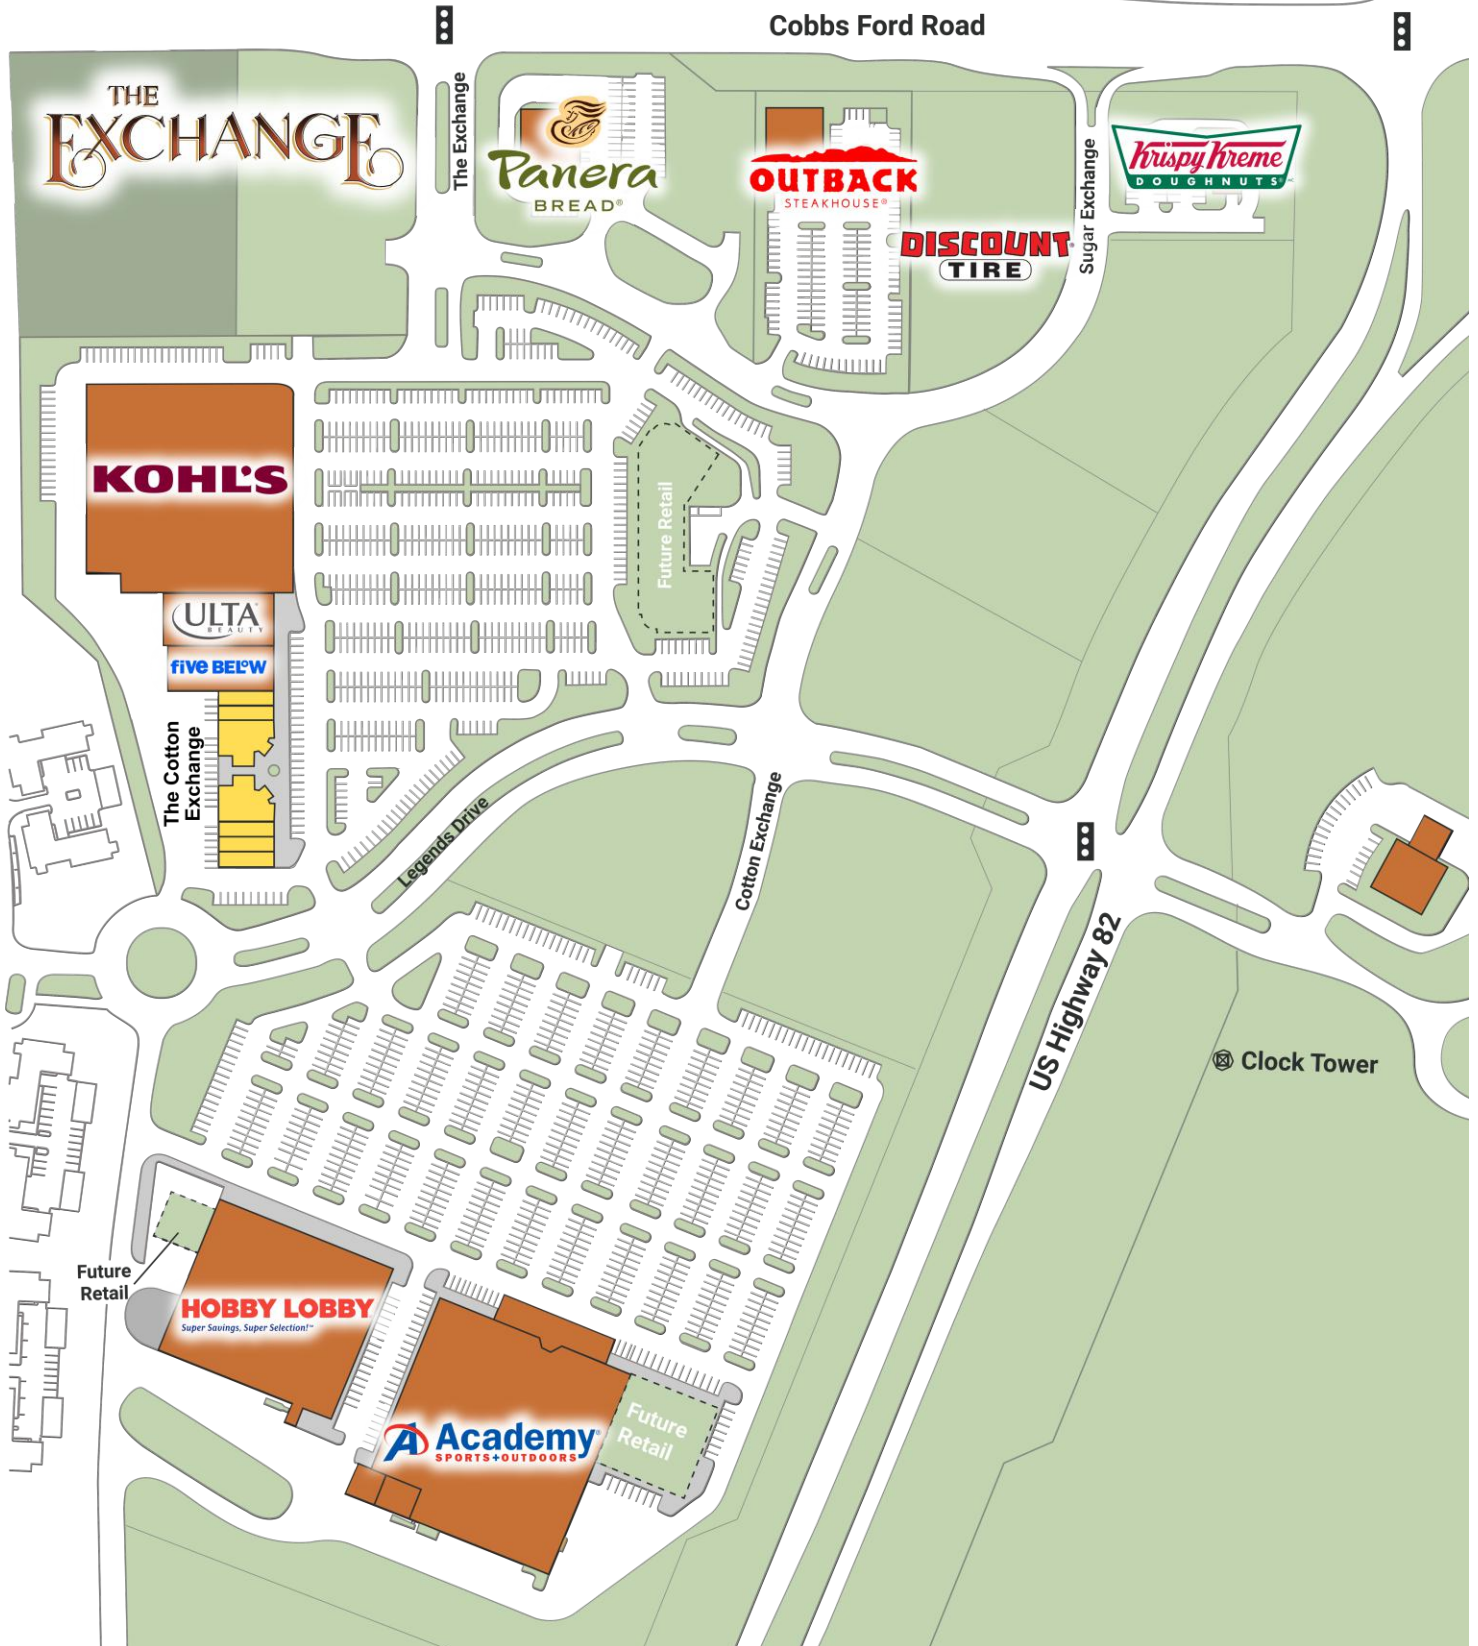 Cobbs Ford Road
THE
EXCHANGE
The Exchange
Panera
BREAD®
OUTBACK
STEAKHOUSE®
DISCOUNT
TIRE
Sugar Exchange
Krispy Kreme
DOUGHNUTS®
KOHL'S
Future Retail
ULTA
BEAUTY
five BEL°W
The Cotton
Exchange
Legends Drive
Cotton Exchange
US Highway 82
Clock Tower
Future
Retail
HOBBY LOBBY
Super Savings, Super Selection!™
Academy
SPORTS+OUTDOORS
Future
Retail